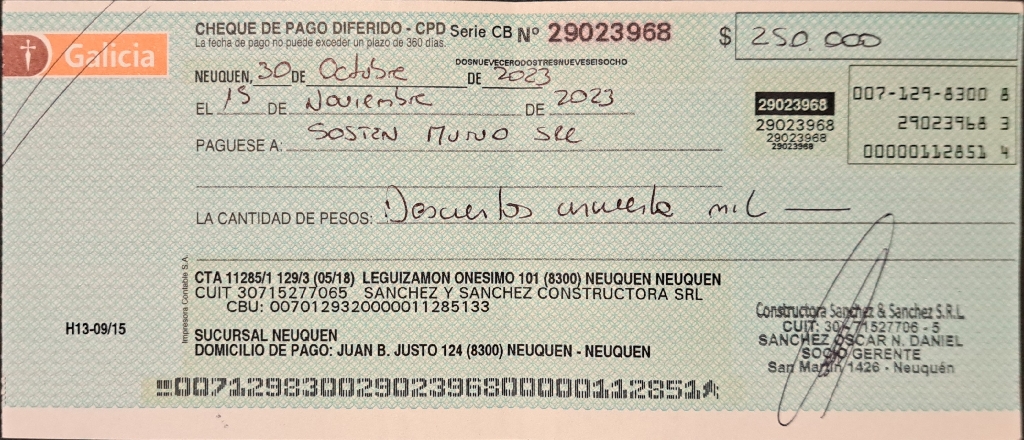 Galicia
CHEQUE DE PAGO DIFERIDO - CPD Serie CB Nº 29023968
La fecha de pago no puede exceder un plazo de 360 días.
$ 250.000
DOSNUEVECERODOSTRESNUEVESEISOCHO
NEUQUEN, 30 DE Octubre DE 2023
EL 15 DE Noviembre DE 2023
PAGUESE A: SOSTEN MUTUO SRL
29023968
29023968
29023968
29023968
007-129-8300 8
29023968 3
00000112851 4
LA CANTIDAD DE PESOS: Doscientos cincuenta mil
Impresora Contable S.A.
CTA 11285/1 129/3 (05/18) LEGUIZAMON ONESIMO 101 (8300) NEUQUEN NEUQUEN
CUIT 30715277065 SANCHEZ Y SANCHEZ CONSTRUCTORA SRL
CBU: 0070129320000011285133
H13-09/15
SUCURSAL NEUQUEN
DOMICILIO DE PAGO: JUAN B. JUSTO 124 (8300) NEUQUEN - NEUQUEN
Constructora Sanchez & Sanchez S.R.L
CUIT: 30-71527706-5
SANCHEZ OSCAR N. DANIEL
SOCIO GERENTE
San Martín 1426 - Neuquén
00712983002902396800000112851